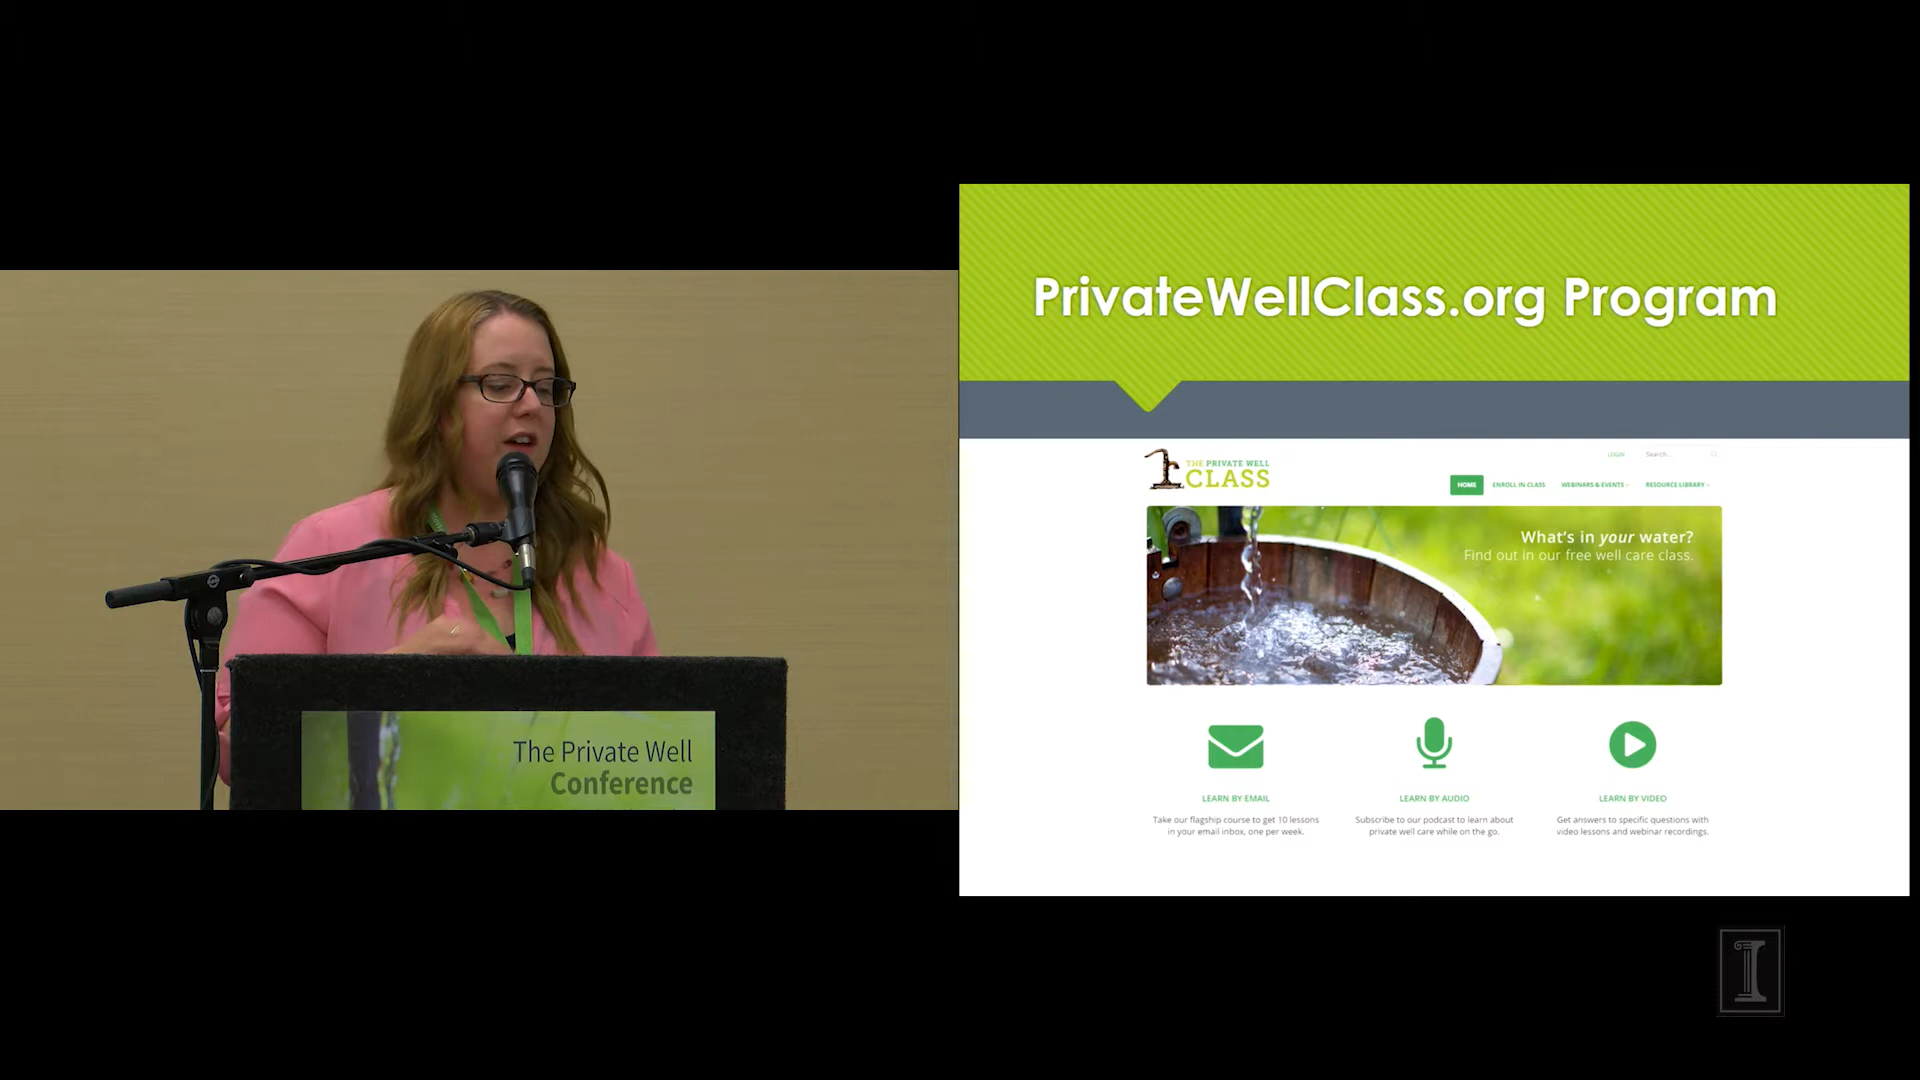 PrivateWellClass.org Program
THE PRIVATE WELL
CLASS
LOGIN
Search...
HOME
ENROLL IN CLASS
WEBINARS & EVENTS
RESOURCE LIBRARY
What's in your water?
Find out in our free well care class.
LEARN BY EMAIL
Take our flagship course to get 10 lessons
in your email inbox, one per week.
LEARN BY AUDIO
Subscribe to our podcast to learn about
private well care while on the go.
LEARN BY VIDEO
Get answers to specific questions with
video lessons and webinar recordings.
The Private Well
Conference
I